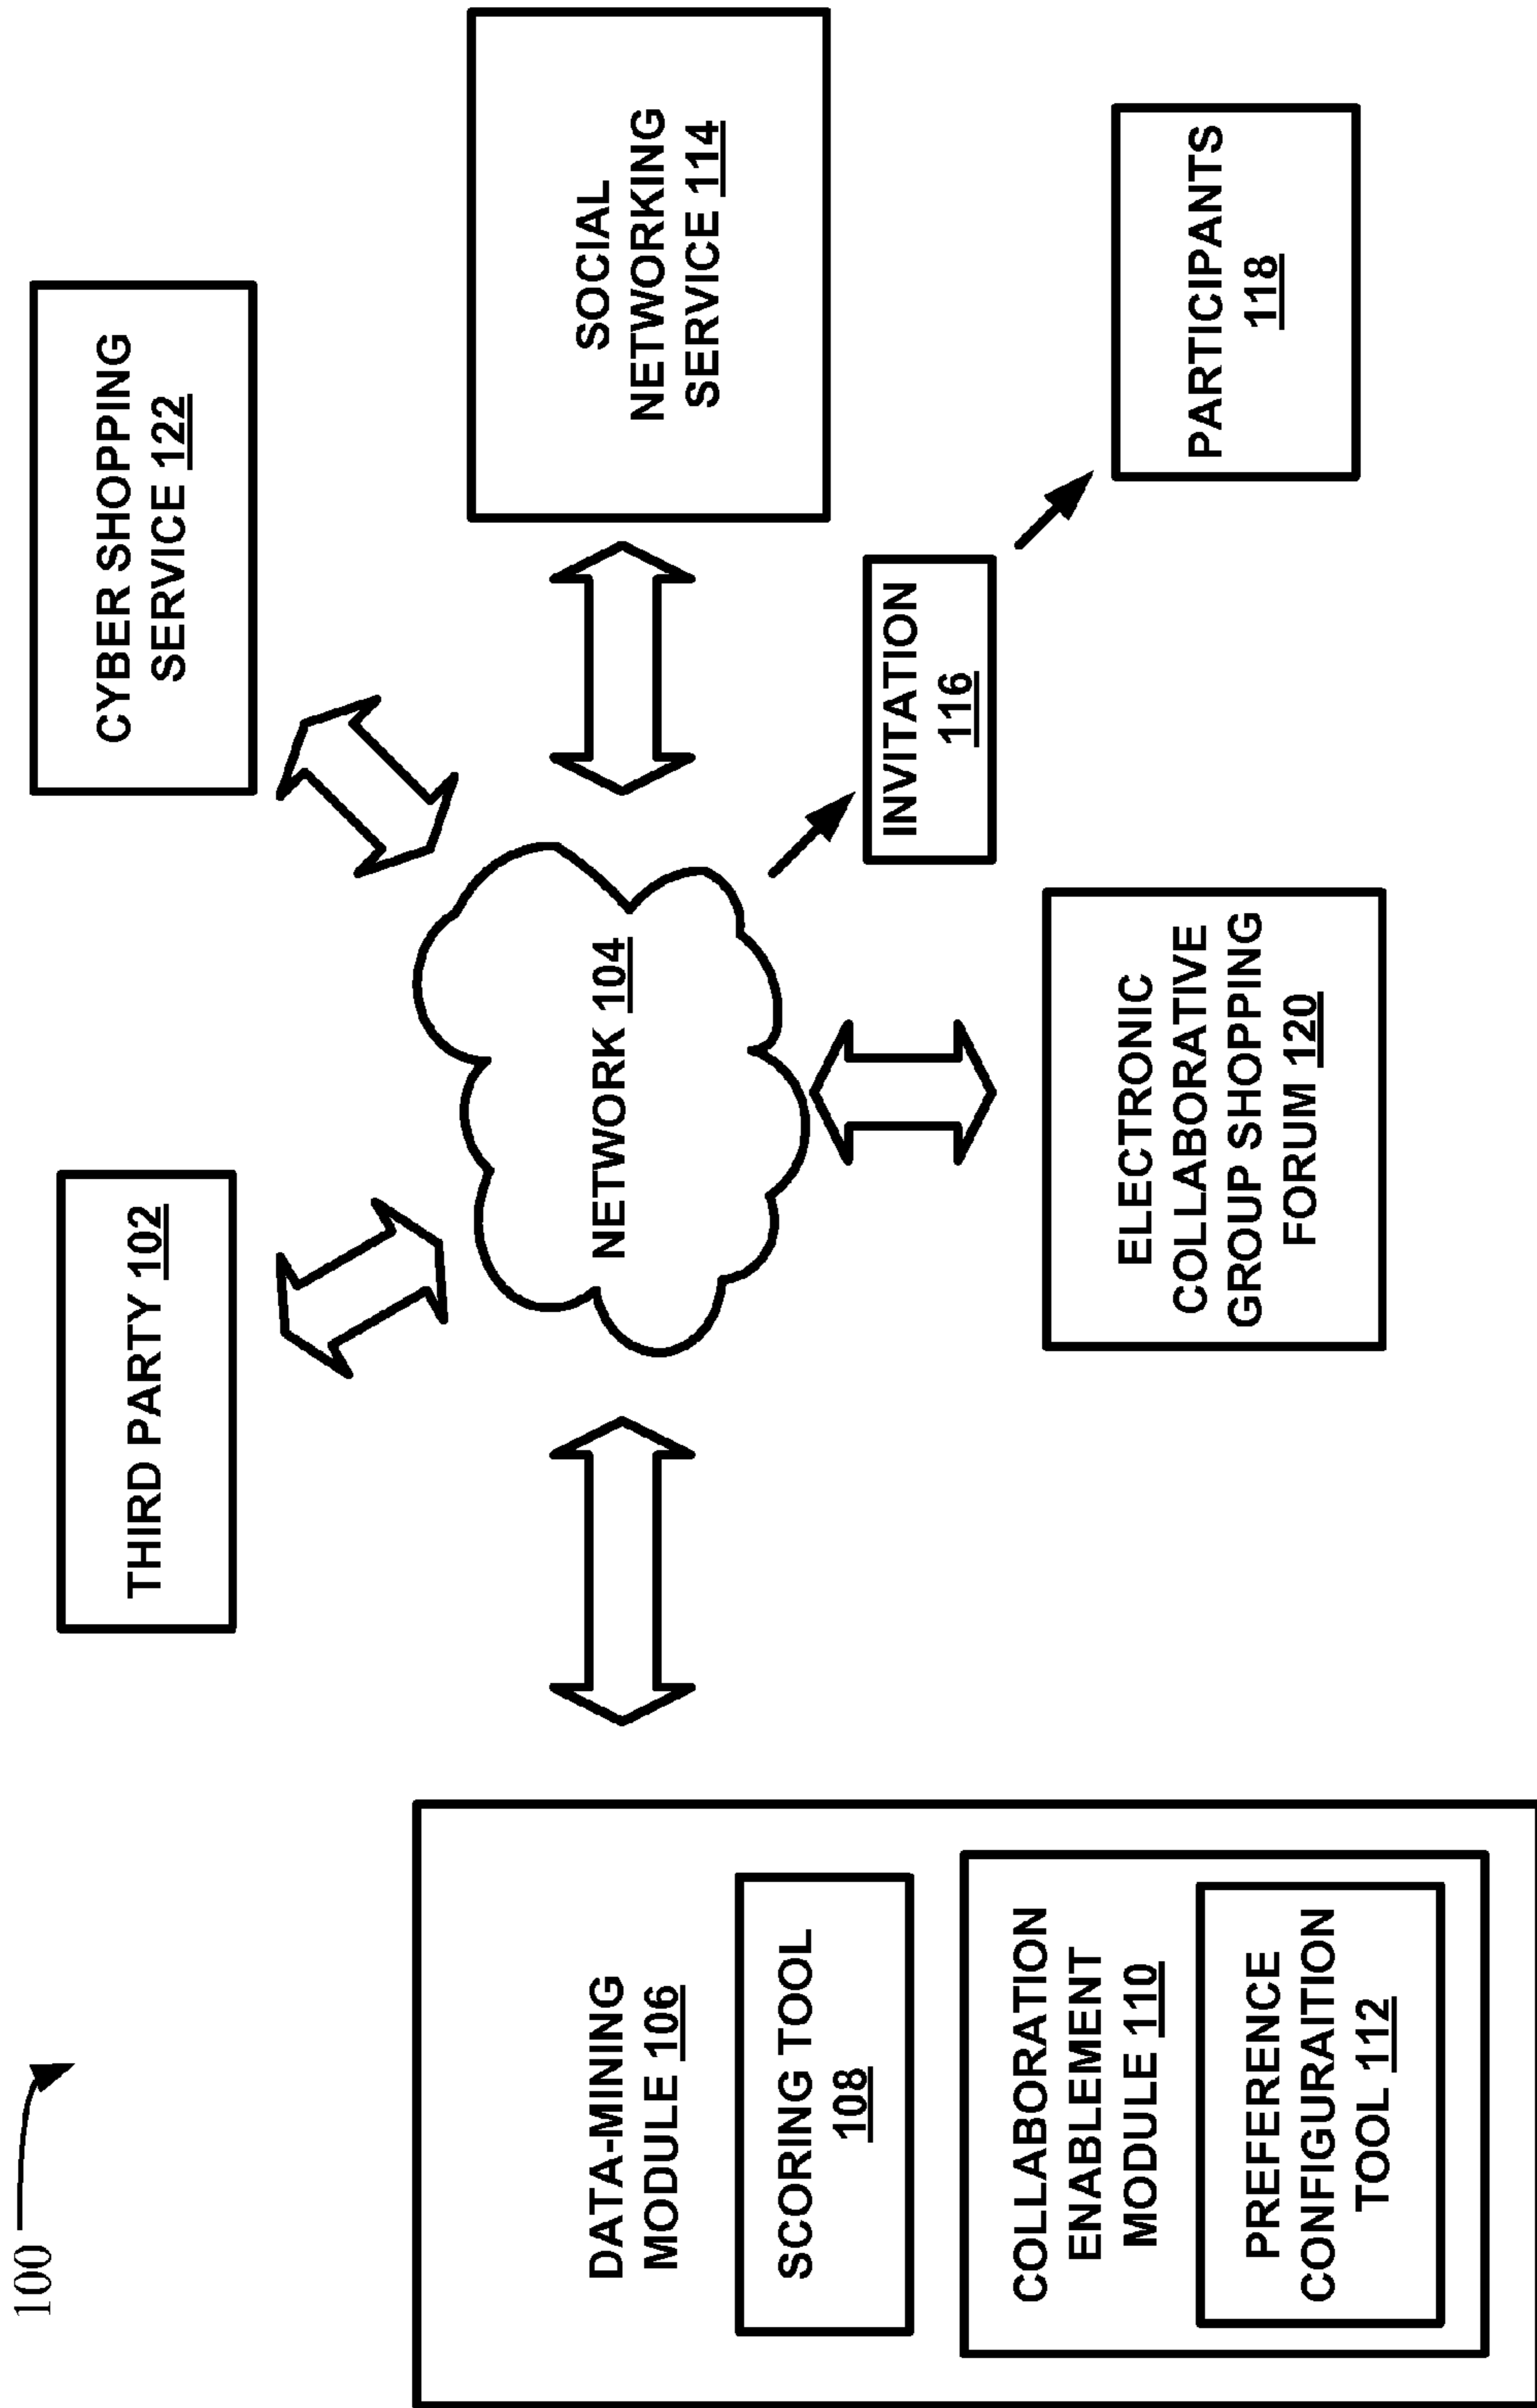 100
THIRD PARTY 102
CYBER SHOPPING
SERVICE 122
DATA-MINING
MODULE 106
SCORING TOOL
108
COLLABORATION
ENABLEMENT
MODULE 110
PREFERENCE
CONFIGURAITION
TOOL 112
NETWORK 104
SOCIAL
NETWORKING
SERVICE 114
INVITATION
116
PARTICIPANTS
118
ELECTRONIC
COLLABORATIVE
GROUP SHOPPING
FORUM 120